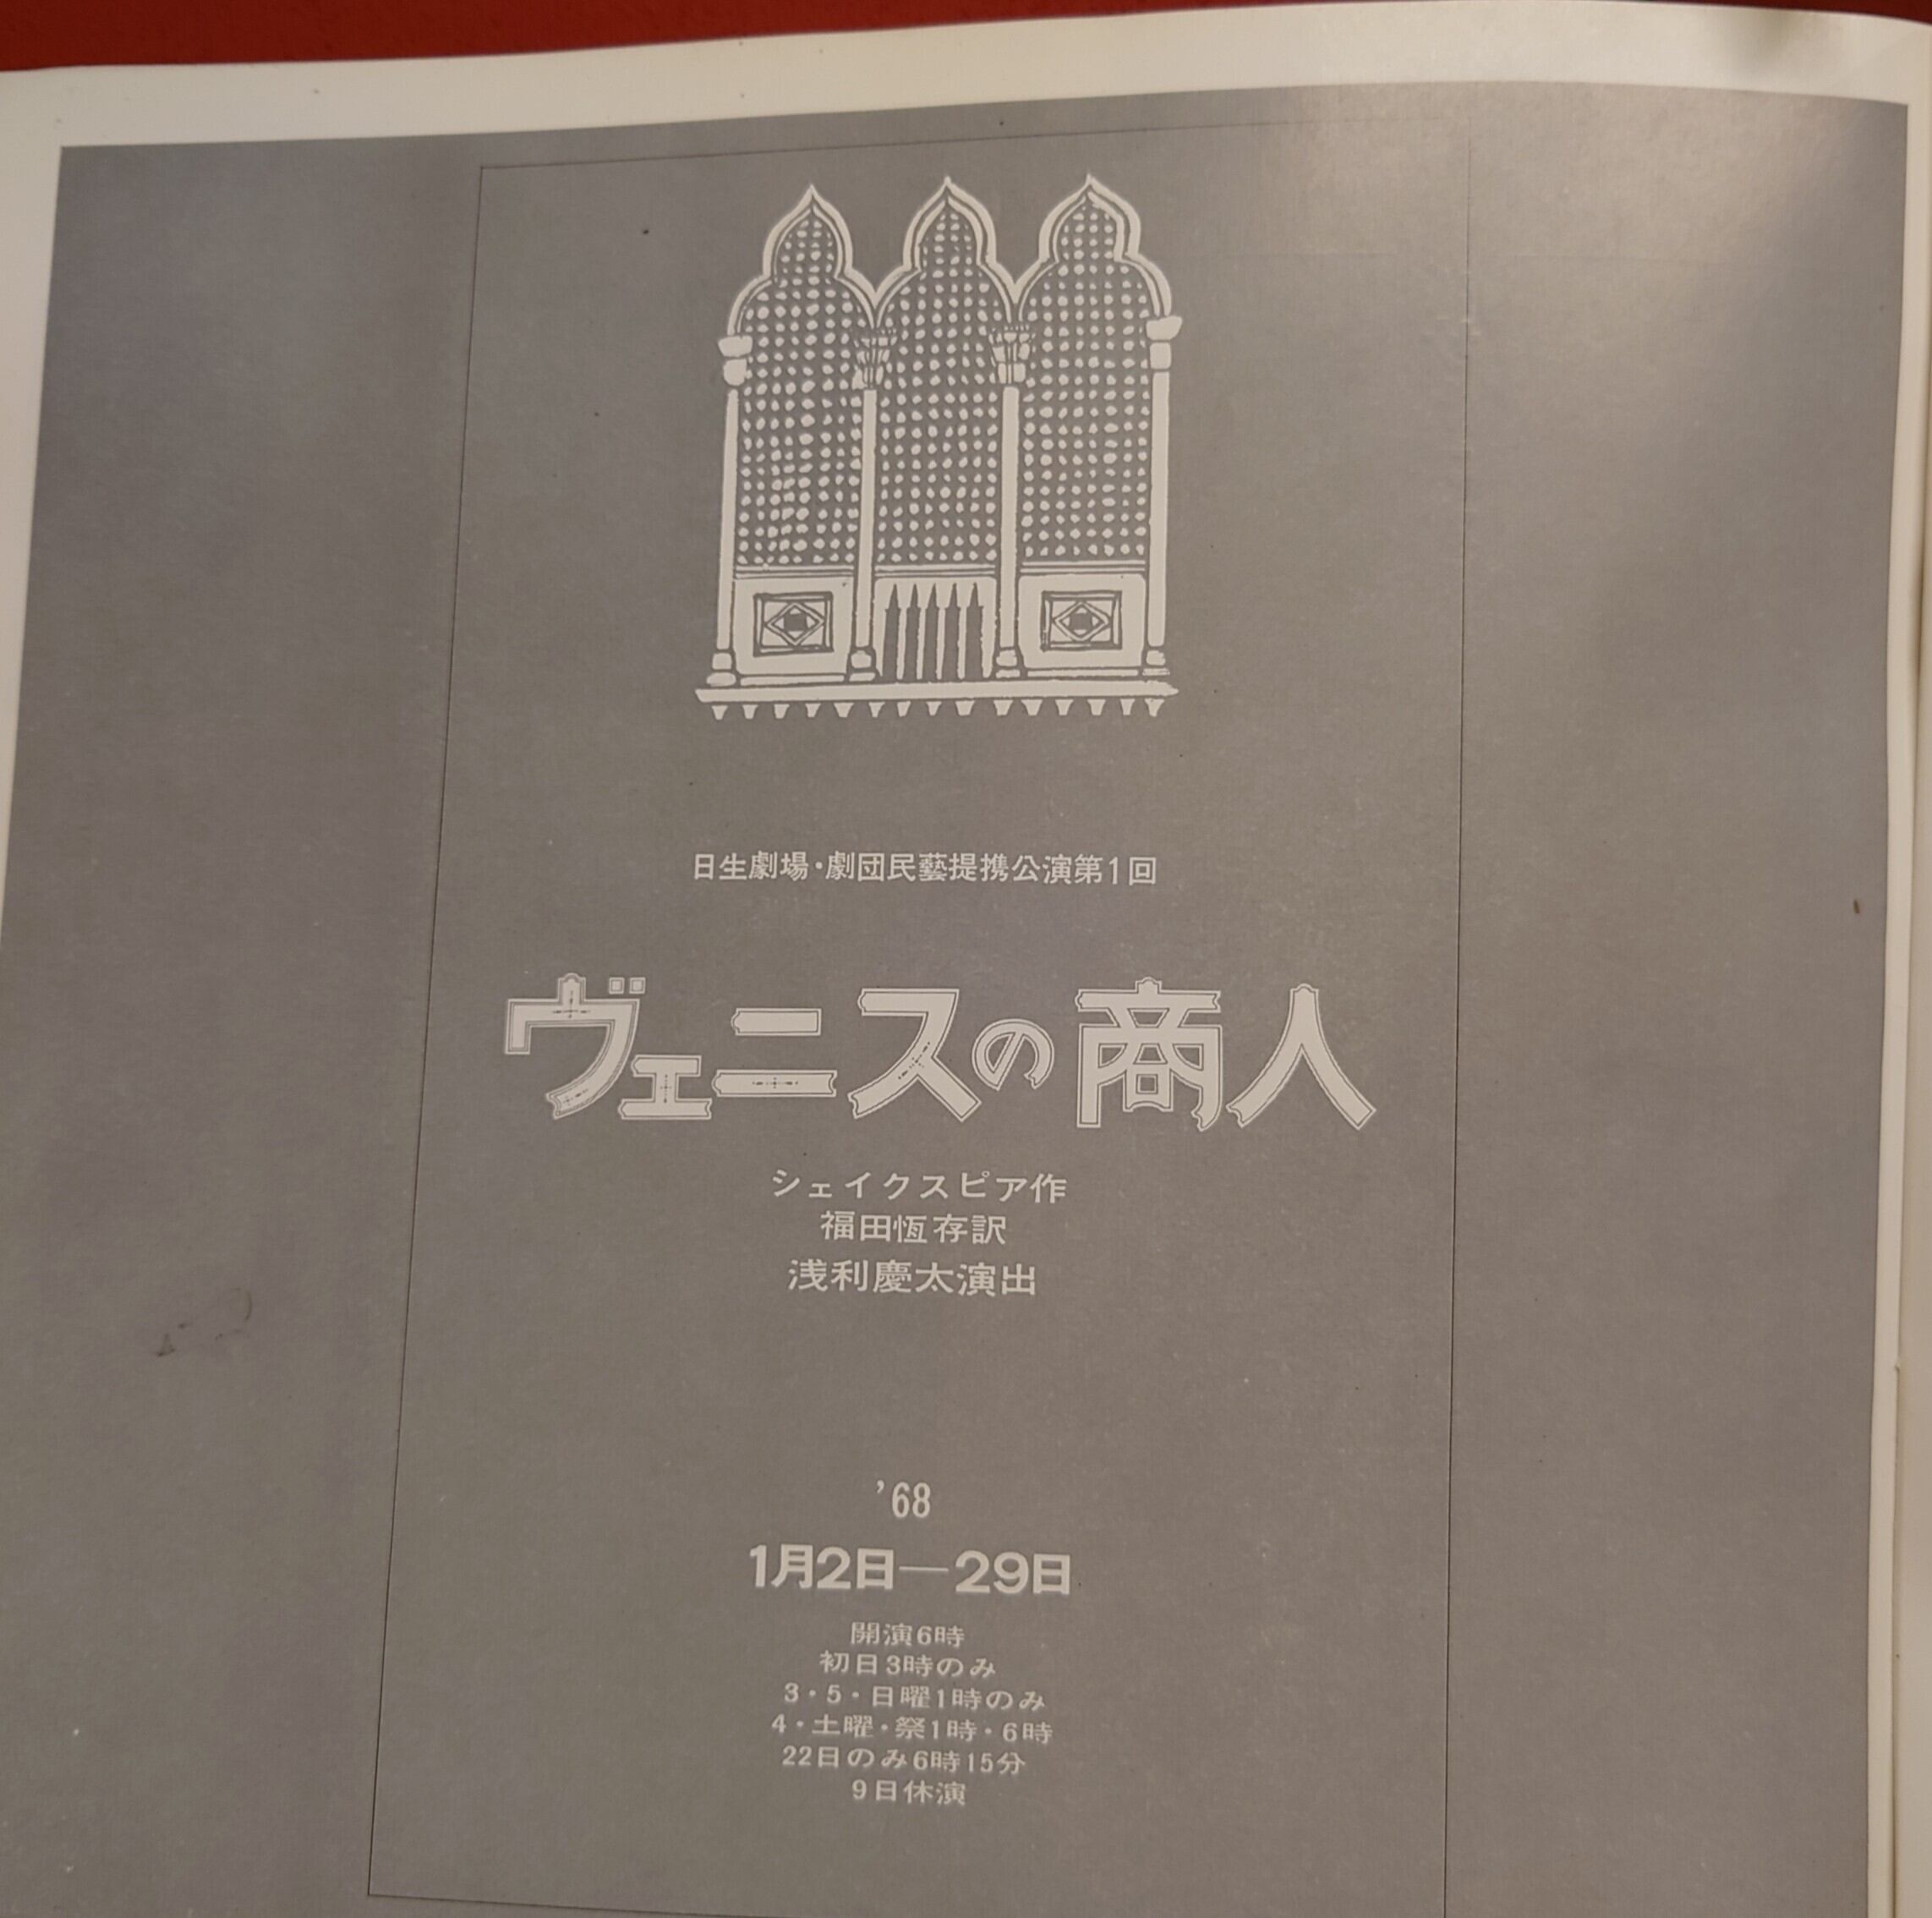 日生劇場・劇団民藝提携公演第1回
ヴェニスの商人
シェイクスピア作
福田恆存訳
浅利慶太演出
’68
1月2日—29日
開演6時
初日3時のみ
3・5・日曜1時のみ
4・土曜・祭1時・6時
22日のみ6時15分
9日休演